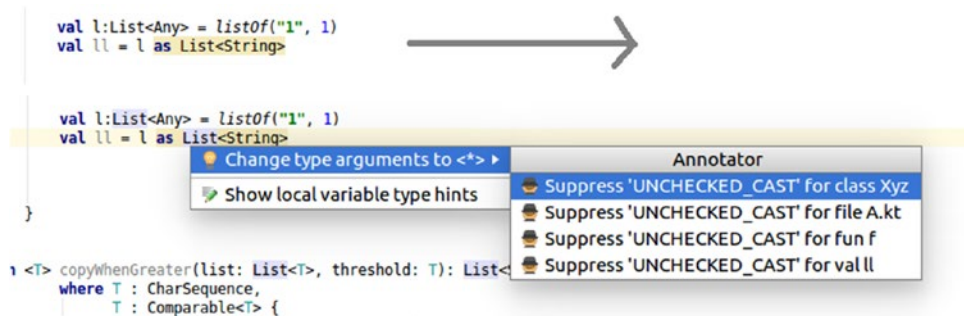 val l:List<Any> = listOf("1", 1)
val ll = l as List<String>
val l:List<Any> = listOf("1", 1)
val ll = l as List<String>
Change type arguments to <*>
Show local variable type hints
Annotator
Suppress 'UNCHECKED_CAST' for class Xyz
Suppress 'UNCHECKED_CAST' for file A.kt
Suppress 'UNCHECKED_CAST' for fun f
Suppress 'UNCHECKED_CAST' for val ll
}
<T> copyWhenGreater(list: List<T>, threshold: T): List<
where T : CharSequence,
T : Comparable<T> {